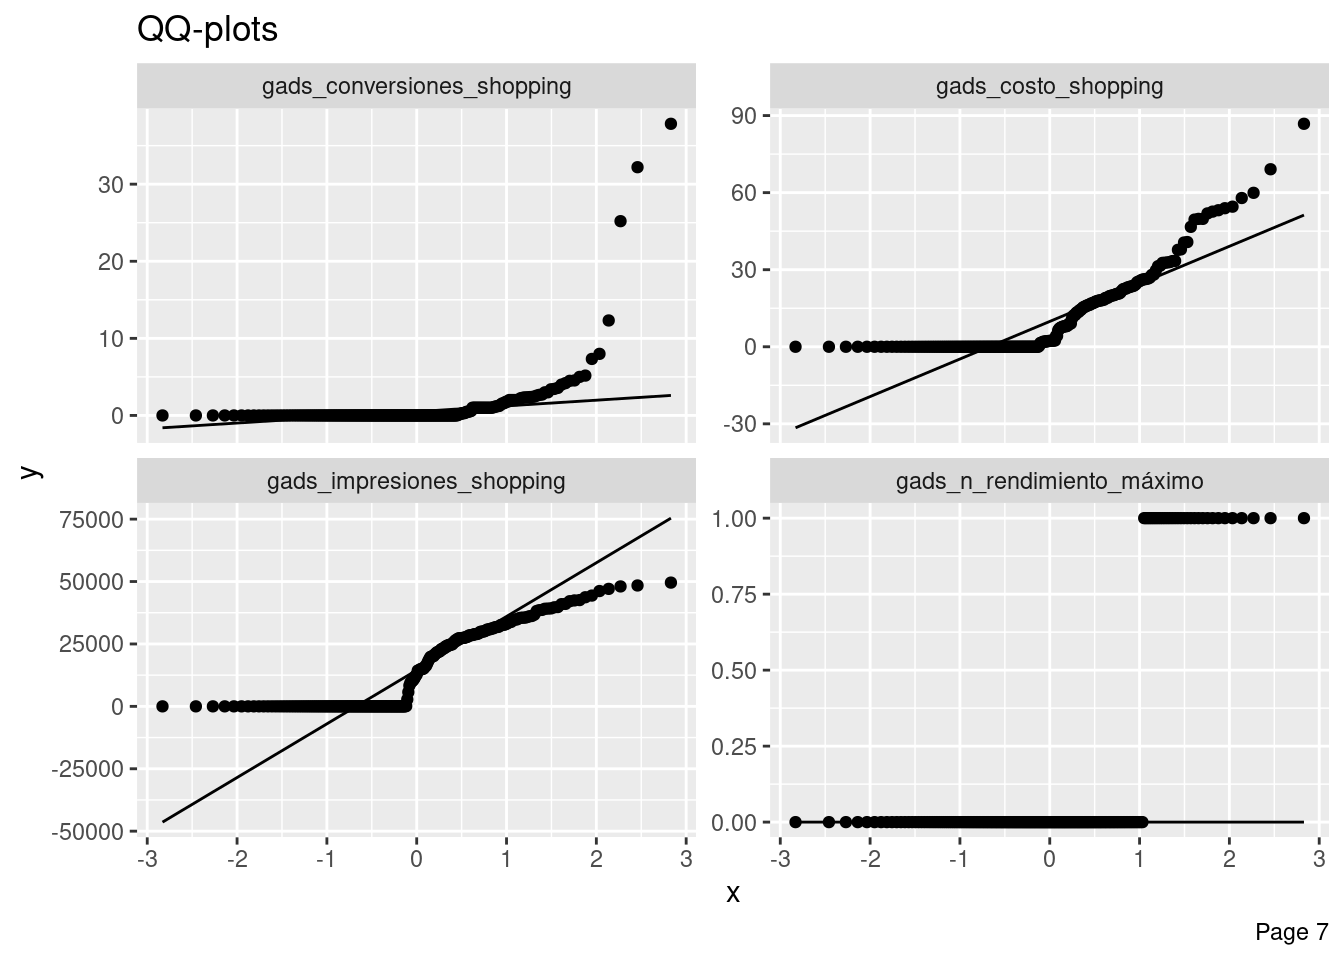 QQ-plots
gads_conversiones_shopping
gads_costo_shopping
30
20
10
0
90
60
30
0
-30
y
gads_impresiones_shopping
gads_n_rendimiento_máximo
75000
50000
25000
0
-25000
-50000
1.00
0.75
0.50
0.25
0.00
-3 -2 -1 0 1 2 3
-3 -2 -1 0 1 2 3
x
Page 7